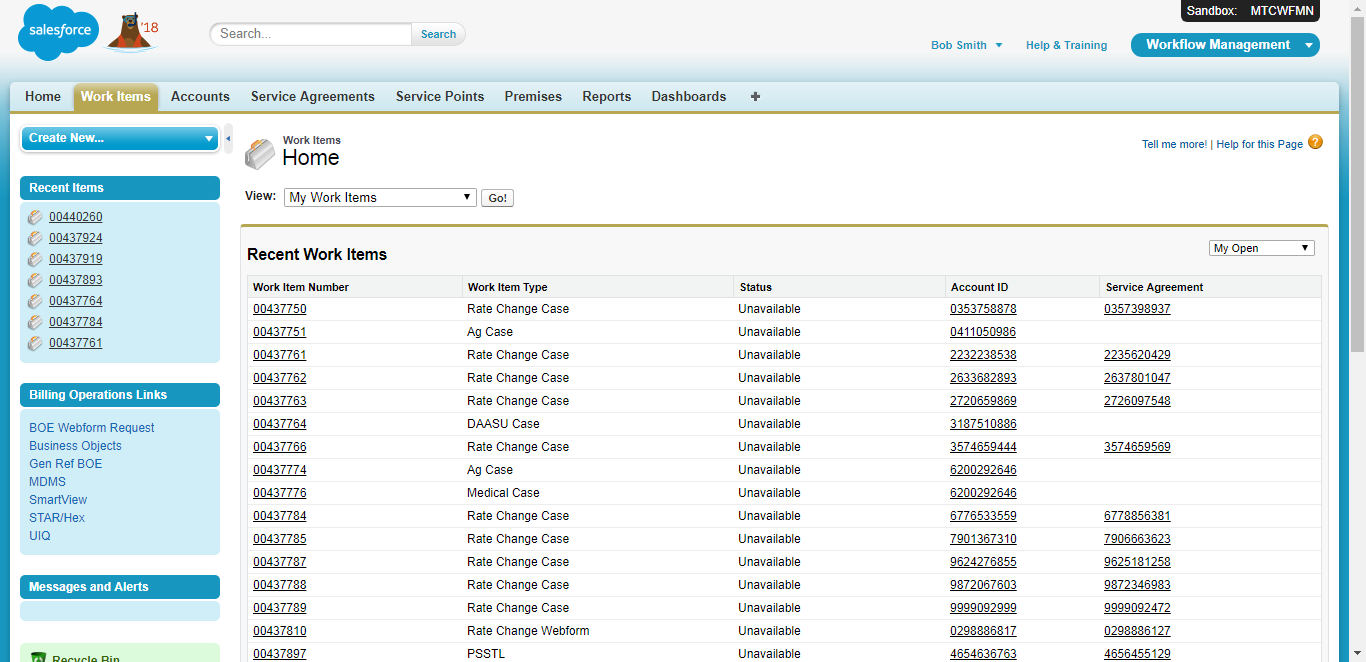 salesforce
'18
Search...
Search
Sandbox: MTCWFMN
Bob Smith
Help & Training
Workflow Management
Home Work Items Accounts Service Agreements Service Points Premises Reports Dashboards +
Create New...
Recent Items
00440260
00437924
00437919
00437893
00437764
00437784
00437761
Billing Operations Links
BOE Webform Request
Business Objects
Gen Ref BOE
MDMS
SmartView
STAR/Hex
UIQ
Messages and Alerts
Recycle Bin
Work Items
Home
Tell me more! | Help for this Page ?
View: My Work Items Go!
Recent Work Items
My Open
Work Item Number Work Item Type Status Account ID Service Agreement
00437750 Rate Change Case Unavailable 0353758878 0357398937
00437751 Ag Case Unavailable 0411050986
00437761 Rate Change Case Unavailable 2232238538 2235620429
00437762 Rate Change Case Unavailable 2633682893 2637801047
00437763 Rate Change Case Unavailable 2720659869 2726097548
00437764 DAASU Case Unavailable 3187510886
00437766 Rate Change Case Unavailable 3574659444 3574659569
00437774 Ag Case Unavailable 6200292646
00437776 Medical Case Unavailable 6200292646
00437784 Rate Change Case Unavailable 6776533559 6778856381
00437785 Rate Change Case Unavailable 7901367310 7906663623
00437787 Rate Change Case Unavailable 9624276855 9625181258
00437788 Rate Change Case Unavailable 9872067603 9872346983
00437789 Rate Change Case Unavailable 9999092999 9999092472
00437810 Rate Change Webform Unavailable 0298886817 0298886127
00437897 PSSTL Unavailable 4654636763 4656455129